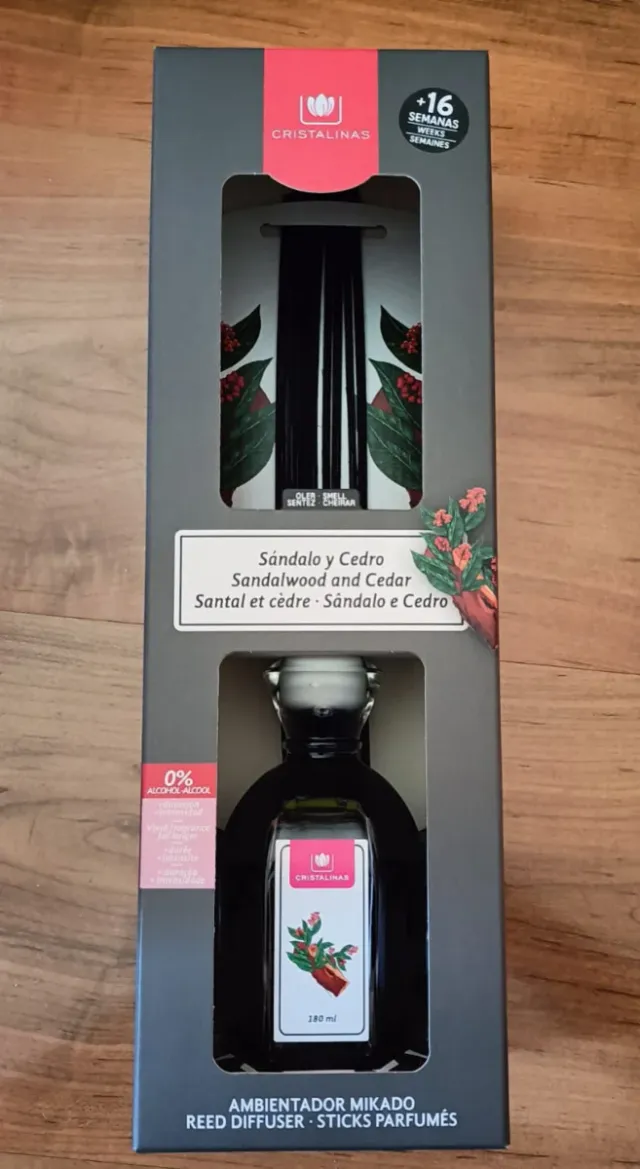 CRISTALINAS
+16
SEMANAS
WEEKS
SEMAINES
OLER · SMELL
SENTEZ · CHEIRAR
Sándalo y Cedro
Sandalwood and Cedar
Santal et cèdre · Sândalo e Cedro
0%
ALCOHOL-ALCOOL
CRISTALINAS
180 ml
AMBIENTADOR MIKADO
REED DIFFUSER · STICKS PARFUMÉS